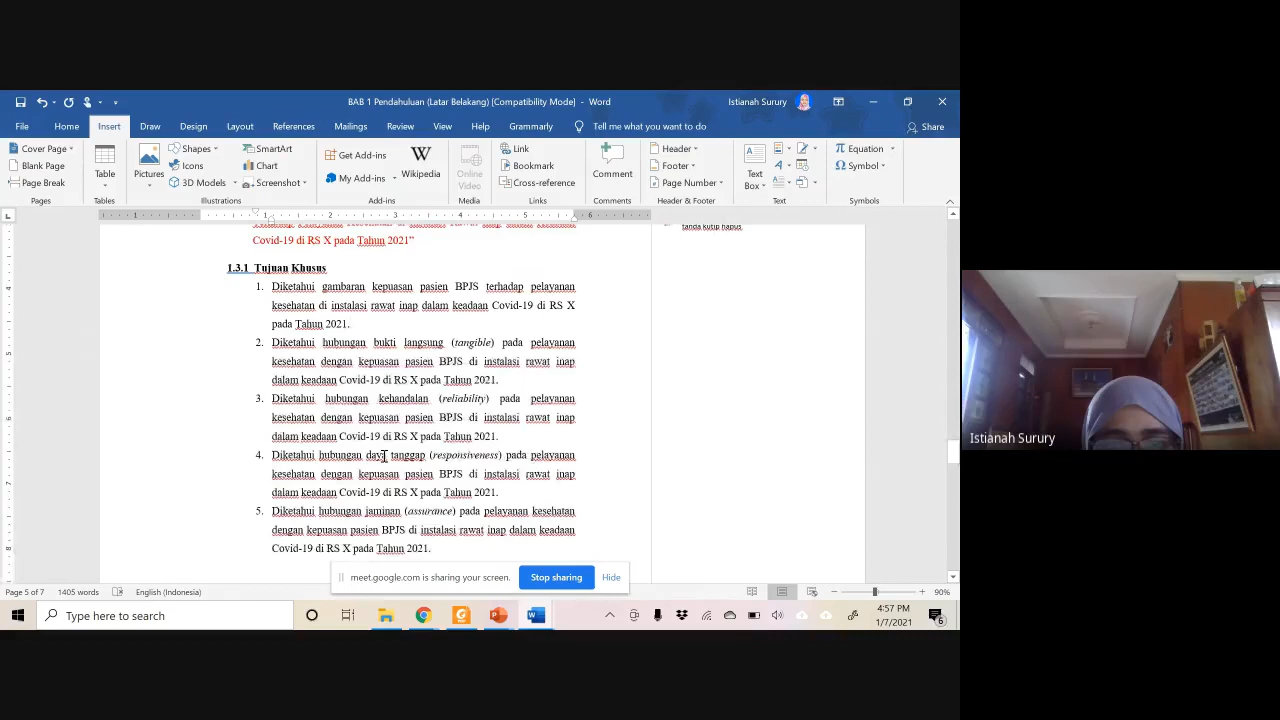 BAB 1 Pendahuluan (Latar Belakang) [Compatibility Mode] - Word
Istianah Surury
File Home Insert Draw Design Layout References Mailings Review View Help Grammarly Tell me what you want to do Share
Cover Page
Blank Page
Page Break
Pages
Table
Tables
Pictures
Shapes
Icons
3D Models
SmartArt
Chart
Screenshot
Illustrations
Get Add-ins
My Add-ins
Wikipedia
Add-ins
Online Video
Media
Link
Bookmark
Cross-reference
Links
Comment
Comments
Header
Footer
Page Number
Header & Footer
Text Box
Text
Equation
Symbol
Symbols
tanda kutip hapus
Covid-19 di RS X pada Tahun 2021”
1.3.1 Tujuan Khusus
1. Diketahui gambaran kepuasan pasien BPJS terhadap pelayanan
kesehatan di instalasi rawat inap dalam keadaan Covid-19 di RS X
pada Tahun 2021.
2. Diketahui hubungan bukti langsung (tangible) pada pelayanan
kesehatan dengan kepuasan pasien BPJS di instalasi rawat inap
dalam keadaan Covid-19 di RS X pada Tahun 2021.
3. Diketahui hubungan kehandalan (reliability) pada pelayanan
kesehatan dengan kepuasan pasien BPJS di instalasi rawat inap
dalam keadaan Covid-19 di RS X pada Tahun 2021.
4. Diketahui hubungan daya tanggap (responsiveness) pada pelayanan
kesehatan dengan kepuasan pasien BPJS di instalasi rawat inap
dalam keadaan Covid-19 di RS X pada Tahun 2021.
5. Diketahui hubungan jaminan (assurance) pada pelayanan kesehatan
dengan kepuasan pasien BPJS di instalasi rawat inap dalam keadaan
Covid-19 di RS X pada Tahun 2021.
meet.google.com is sharing your screen. Stop sharing Hide
Page 5 of 7 1405 words English (Indonesia) 90%
Type here to search
4:57 PM
1/7/2021
6
Istianah Surury